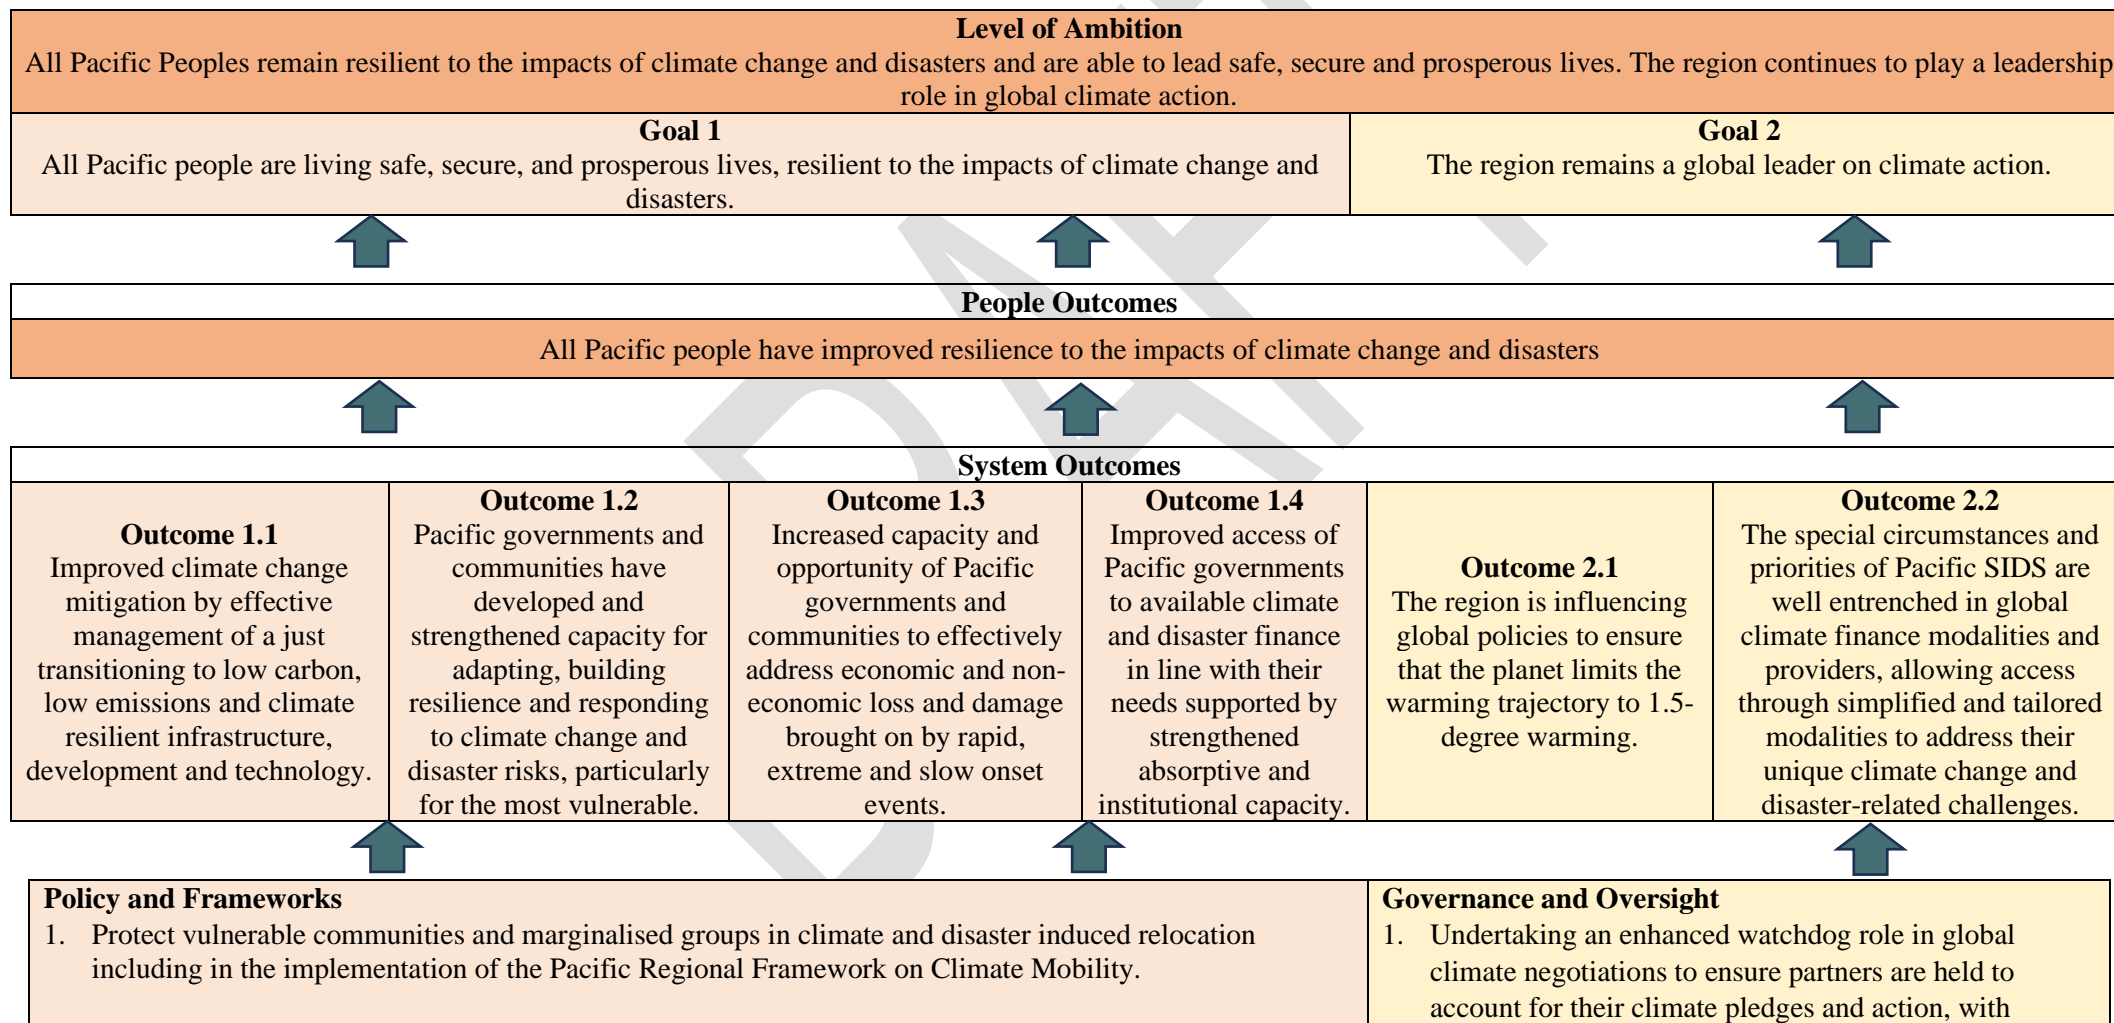 Level of Ambition
All Pacific Peoples remain resilient to the impacts of climate change and disasters and are able to lead safe, secure and prosperous lives. The region continues to play a leadership
role in global climate action.
Goal 1
All Pacific people are living safe, secure, and prosperous lives, resilient to the impacts of climate change and
disasters.
Goal 2
The region remains a global leader on climate action.
People Outcomes
All Pacific people have improved resilience to the impacts of climate change and disasters
System Outcomes
Outcome 1.1
Improved climate change
mitigation by effective
management of a just
transitioning to low carbon,
low emissions and climate
resilient infrastructure,
development and technology.
Outcome 1.2
Pacific governments and
communities have
developed and
strengthened capacity for
adapting, building
resilience and responding
to climate change and
disaster risks, particularly
for the most vulnerable.
Outcome 1.3
Increased capacity and
opportunity of Pacific
governments and
communities to effectively
address economic and non-
economic loss and damage
brought on by rapid,
extreme and slow onset
events.
Outcome 1.4
Improved access of
Pacific governments
to available climate
and disaster finance
in line with their
needs supported by
strengthened
absorptive and
institutional capacity.
Outcome 2.1
The region is influencing
global policies to ensure
that the planet limits the
warming trajectory to 1.5-
degree warming.
Outcome 2.2
The special circumstances and
priorities of Pacific SIDS are
well entrenched in global
climate finance modalities and
providers, allowing access
through simplified and tailored
modalities to address their
unique climate change and
disaster-related challenges.
Policy and Frameworks
1. Protect vulnerable communities and marginalised groups in climate and disaster induced relocation
including in the implementation of the Pacific Regional Framework on Climate Mobility.
Governance and Oversight
1. Undertaking an enhanced watchdog role in global
climate negotiations to ensure partners are held to
account for their climate pledges and action, with